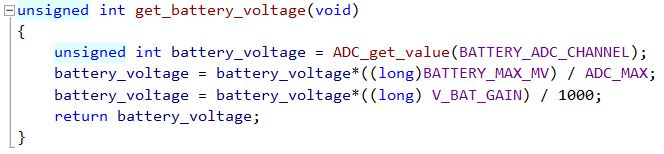 unsigned int get_battery_voltage(void)
{
unsigned int battery_voltage = ADC_get_value(BATTERY_ADC_CHANNEL);
battery_voltage = battery_voltage*((long)BATTERY_MAX_MV) / ADC_MAX;
battery_voltage = battery_voltage*((long) V_BAT_GAIN) / 1000;
return battery_voltage;
}